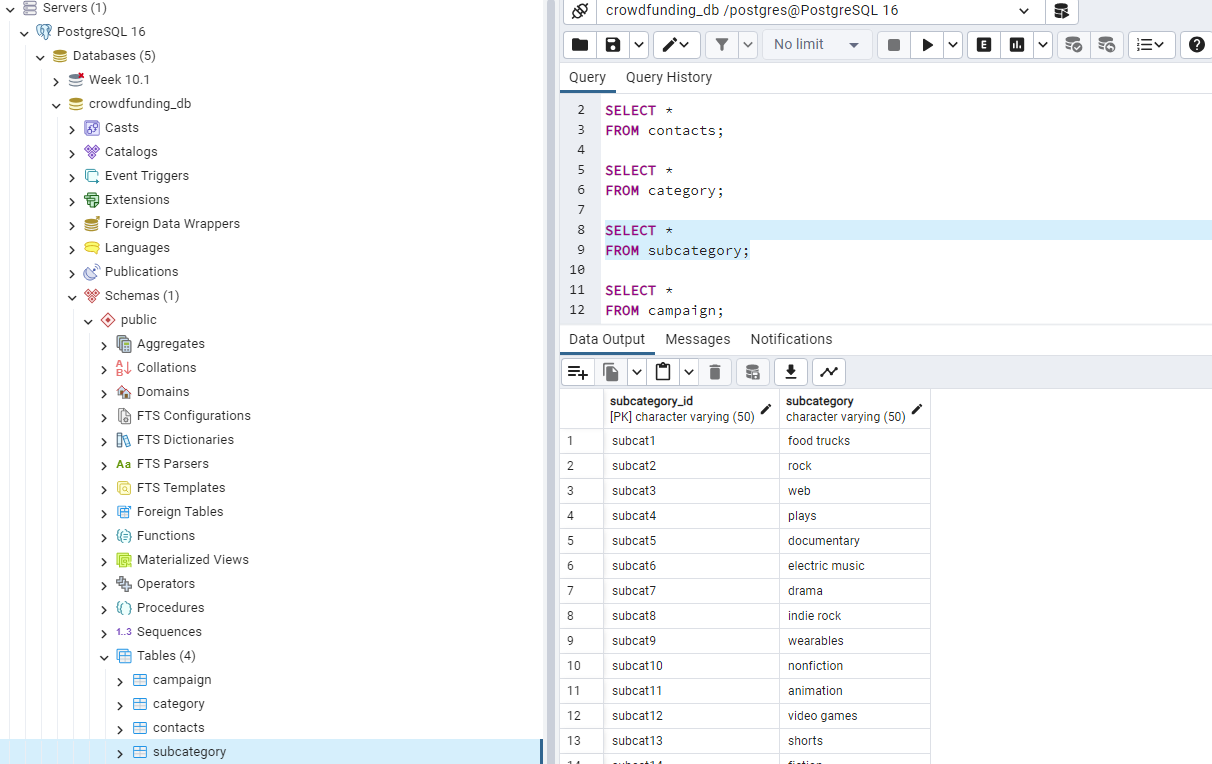 Servers (1)
PostgreSQL 16
Databases (5)
Week 10.1
crowdfunding_db
Casts
Catalogs
Event Triggers
Extensions
Foreign Data Wrappers
Languages
Publications
Schemas (1)
public
Aggregates
Collations
Domains
FTS Configurations
FTS Dictionaries
Aa FTS Parsers
FTS Templates
Foreign Tables
Functions
Materialized Views
Operators
Procedures
1..3 Sequences
Tables (4)
campaign
category
contacts
subcategory
crowdfunding_db /postgres@PostgreSQL 16
No limit
E
Query Query History
2 SELECT *
3 FROM contacts;
4
5 SELECT *
6 FROM category;
7
8 SELECT *
9 FROM subcategory;
10
11 SELECT *
12 FROM campaign;
Data Output Messages Notifications
subcategory_id subcategory
[PK] character varying (50) character varying (50)
1 subcat1 food trucks
2 subcat2 rock
3 subcat3 web
4 subcat4 plays
5 subcat5 documentary
6 subcat6 electric music
7 subcat7 drama
8 subcat8 indie rock
9 subcat9 wearables
10 subcat10 nonfiction
11 subcat11 animation
12 subcat12 video games
13 subcat13 shorts
14 subcat14 fiction